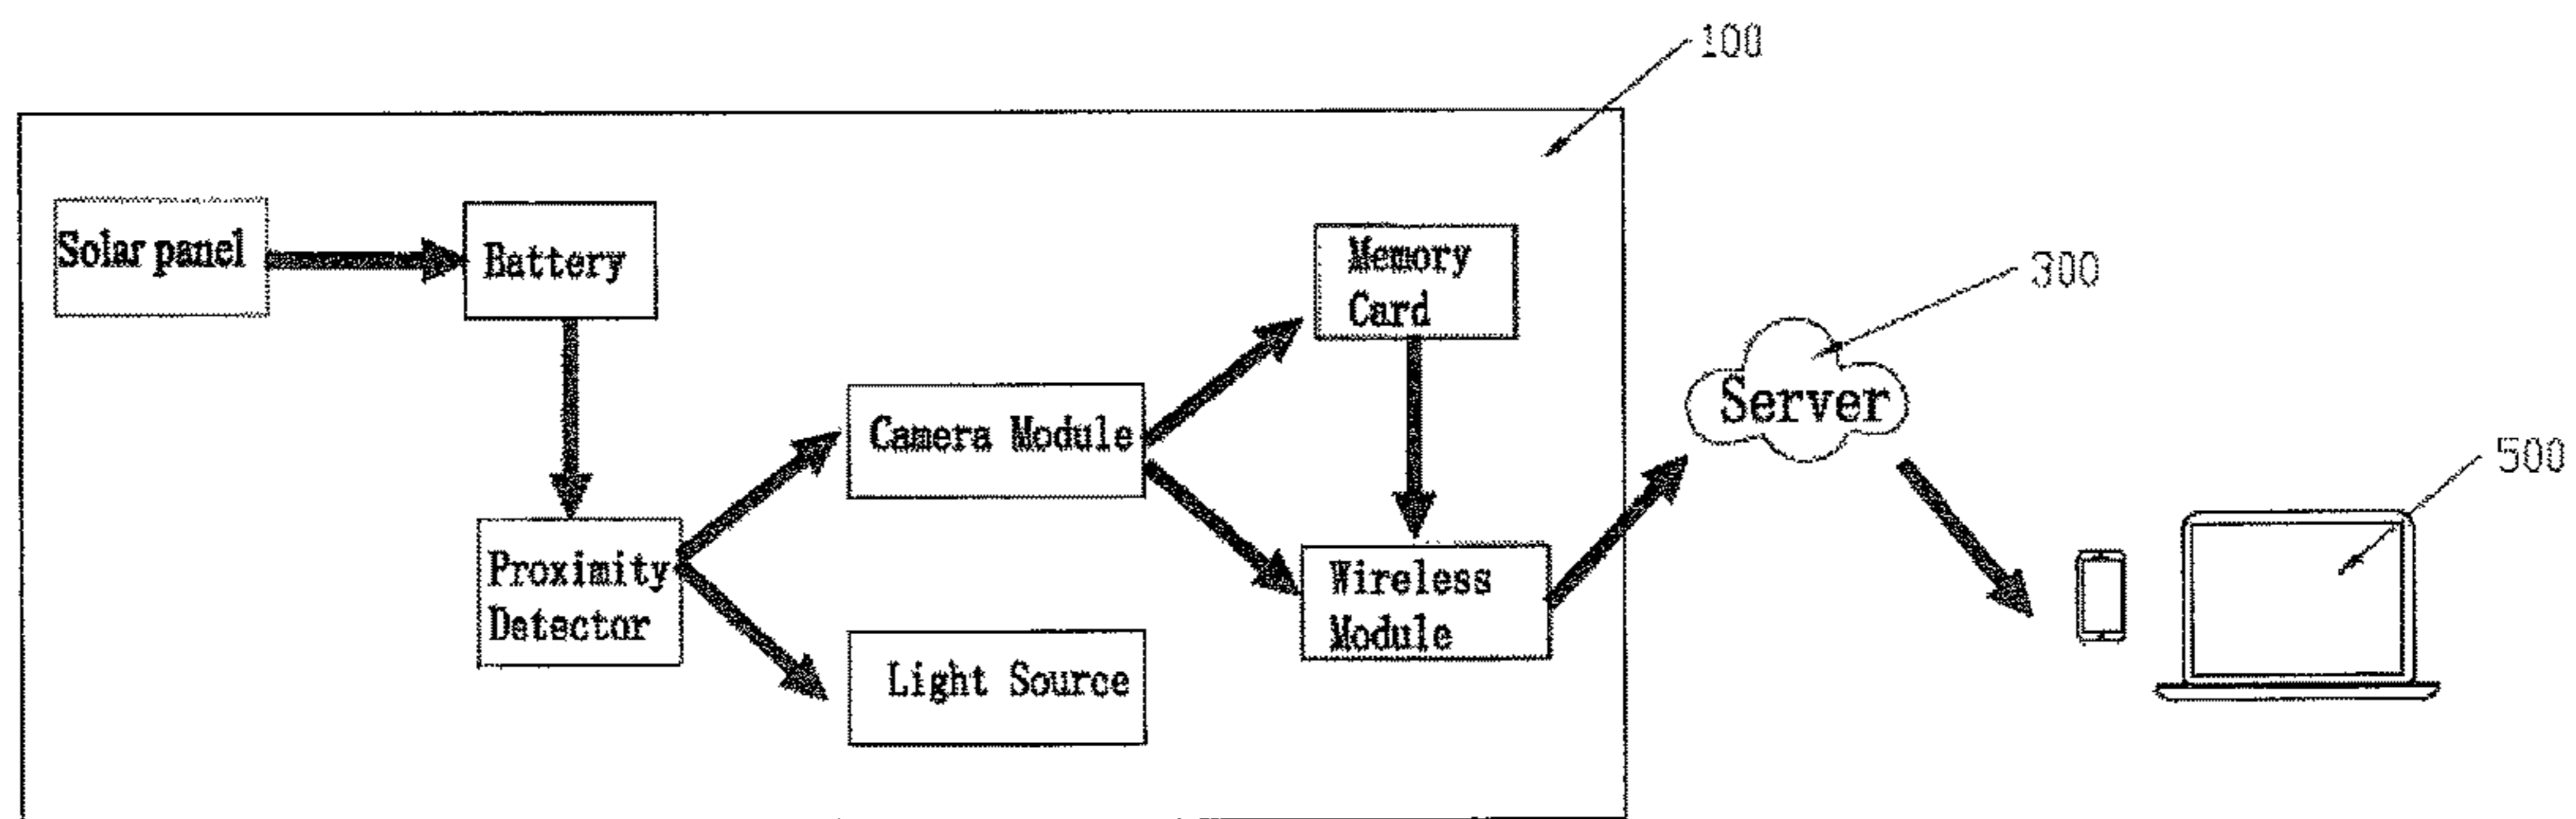 100
Solar panel
Battery
Memory
Card
300
Camera Module
Server
500
Proximity
Detector
Wireless
Module
Light Source